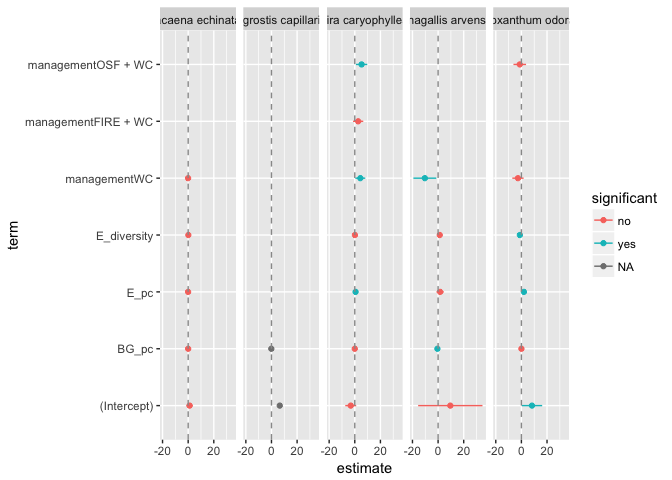 caena echinata
grostis capillari
ira caryophylle
nagallis arvens
oxanthum odor
managementOSF + WC
managementFIRE + WC
managementWC
E_diversity
E_pc
BG_pc
(Intercept)
term
-20 0 20 -20 0 20 -20 0 20 -20 0 20 -20 0 20
estimate
significant
no
yes
NA